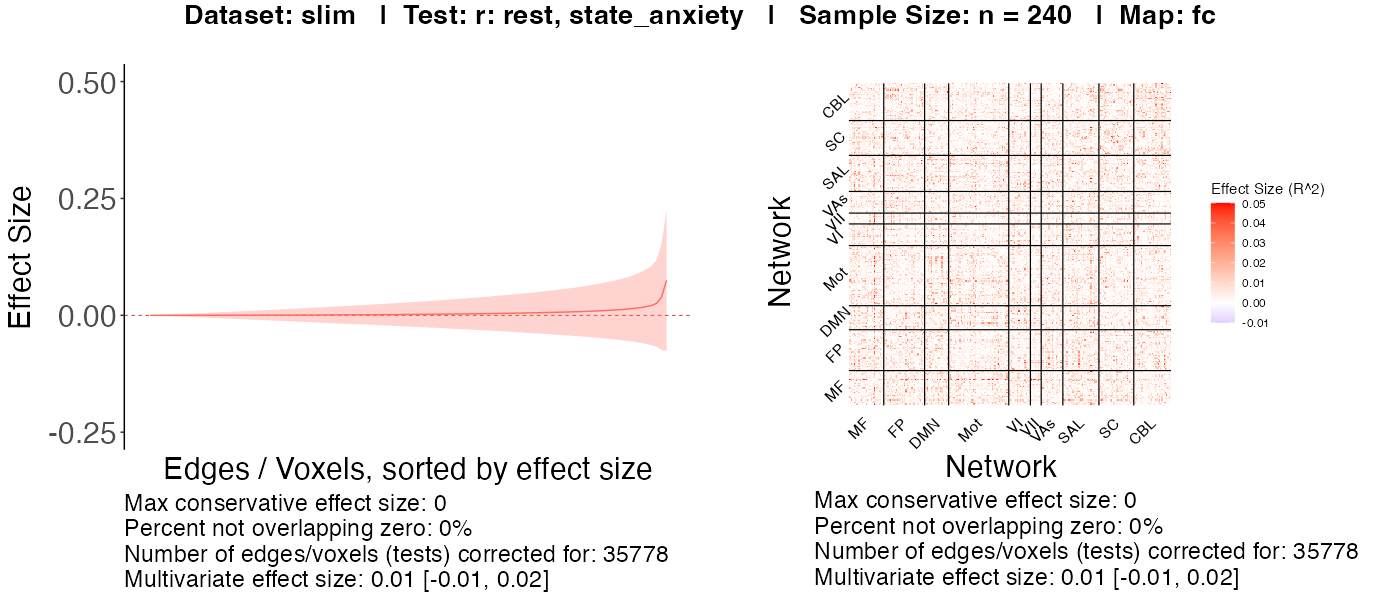 Dataset: slim | Test: r: rest, state_anxiety | Sample Size: n = 240 | Map: fc
Effect Size
0.50
0.25
0.00
-0.25
Edges / Voxels, sorted by effect size
Max conservative effect size: 0
Percent not overlapping zero: 0%
Number of edges/voxels (tests) corrected for: 35778
Multivariate effect size: 0.01 [-0.01, 0.02]
Network
CBL
SC
SAL
VAs
VII
VI
Mot
DMN
FP
MF
MF
FP
DMN
Mot
VI
VII
VAs
SAL
SC
CBL
Network
Effect Size (R^2)
0.05
0.04
0.03
0.02
0.01
0.00
-0.01
Max conservative effect size: 0
Percent not overlapping zero: 0%
Number of edges/voxels (tests) corrected for: 35778
Multivariate effect size: 0.01 [-0.01, 0.02]